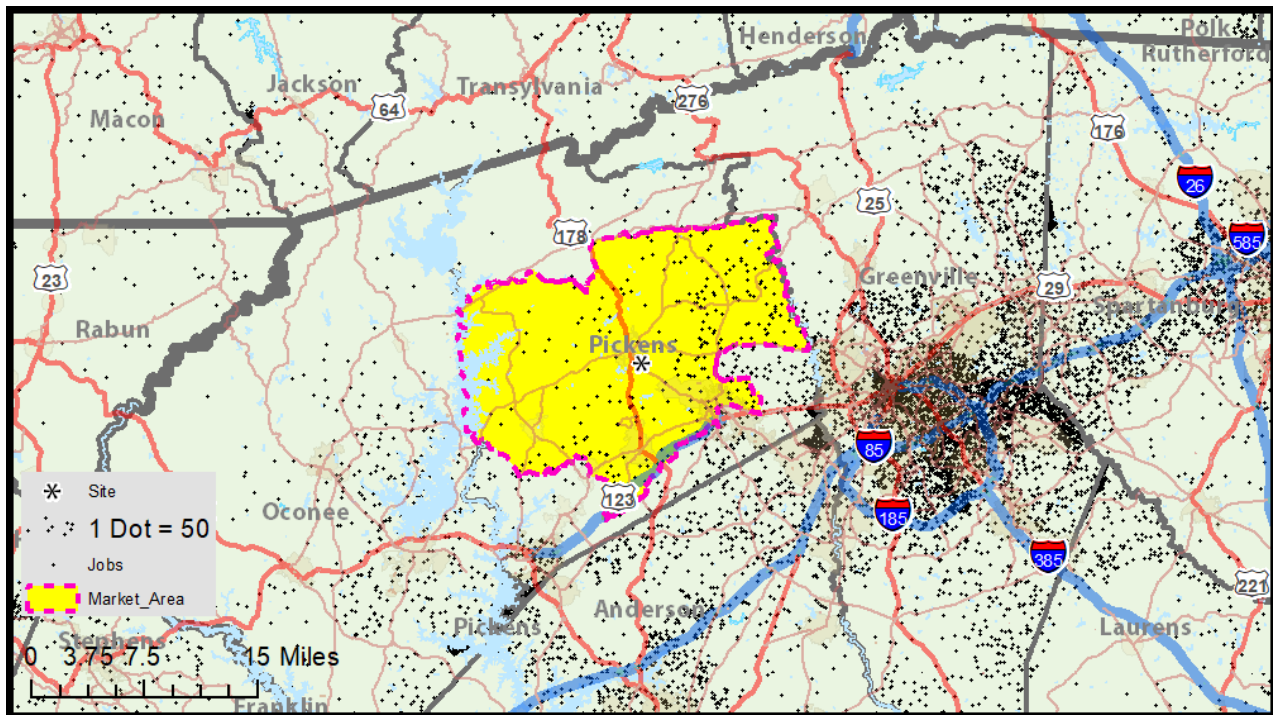 Henderson
Polk
Rutherford
Jackson
Transylvania
64
276
Macon
176
26
25
178
585
23
Greenville
29
Spartanburg
Rabun
Pickens
85
Site
123
1 Dot = 50
Oconee
185
Jobs
385
221
Market_Area
Anderson
Pickens
Laurens
Stephens
0 3.75 7.5 15 Miles
Franklin